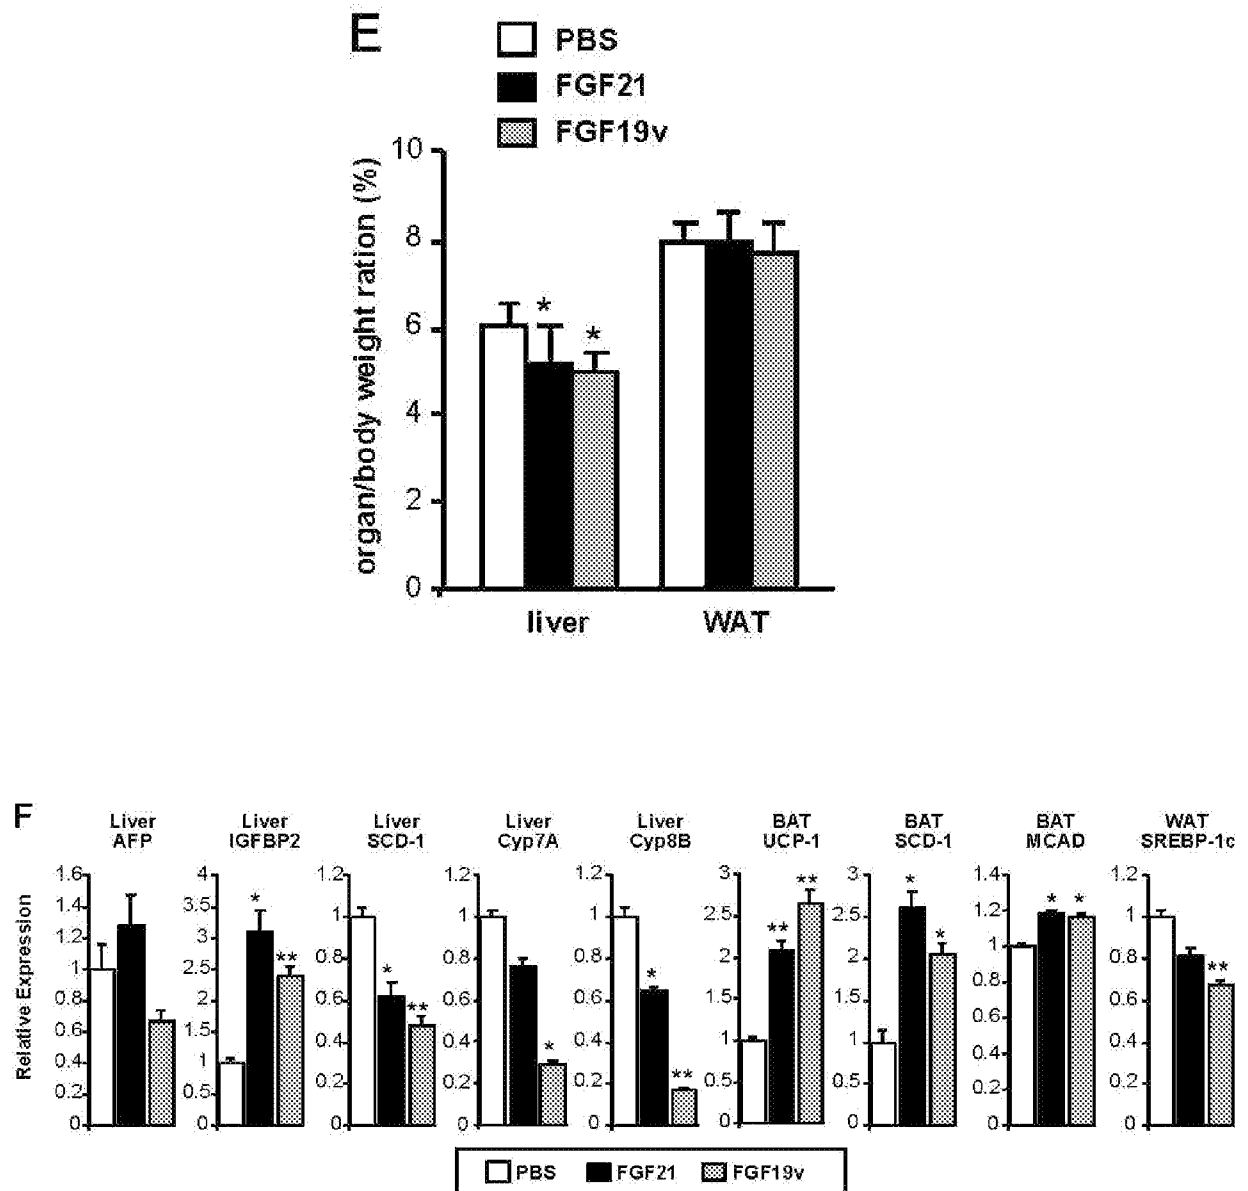 E
PBS
FGF21
FGF19v
organ/body weight ration (%)
10
8
6
4
2
0
* *
liver WAT
F
Liver AFP
Liver IGFBP2
Liver SCD-1
Liver Cyp7A
Liver Cyp8B
BAT UCP-1
BAT SCD-1
BAT MCAD
WAT SREBP-1c
Relative Expression
1.6 1.4 1.2 1 0.8 0.6 0.4 0.2 0
4 3.5 3 2.5 2 1.5 1 0.5 0
* **
1.2 1 0.8 0.6 0.4 0.2 0
* **
1.2 1 0.8 0.6 0.4 0.2 0
*
1.2 1 0.8 0.6 0.4 0.2 0
* **
3 2.5 2 1.5 1 0.5 0
** **
3 2.5 2 1.5 1 0.5 0
* *
1.4 1.2 1 0.8 0.6 0.4 0.2 0
* *
1.2 1 0.8 0.6 0.4 0.2 0
**
PBS FGF21 FGF19v